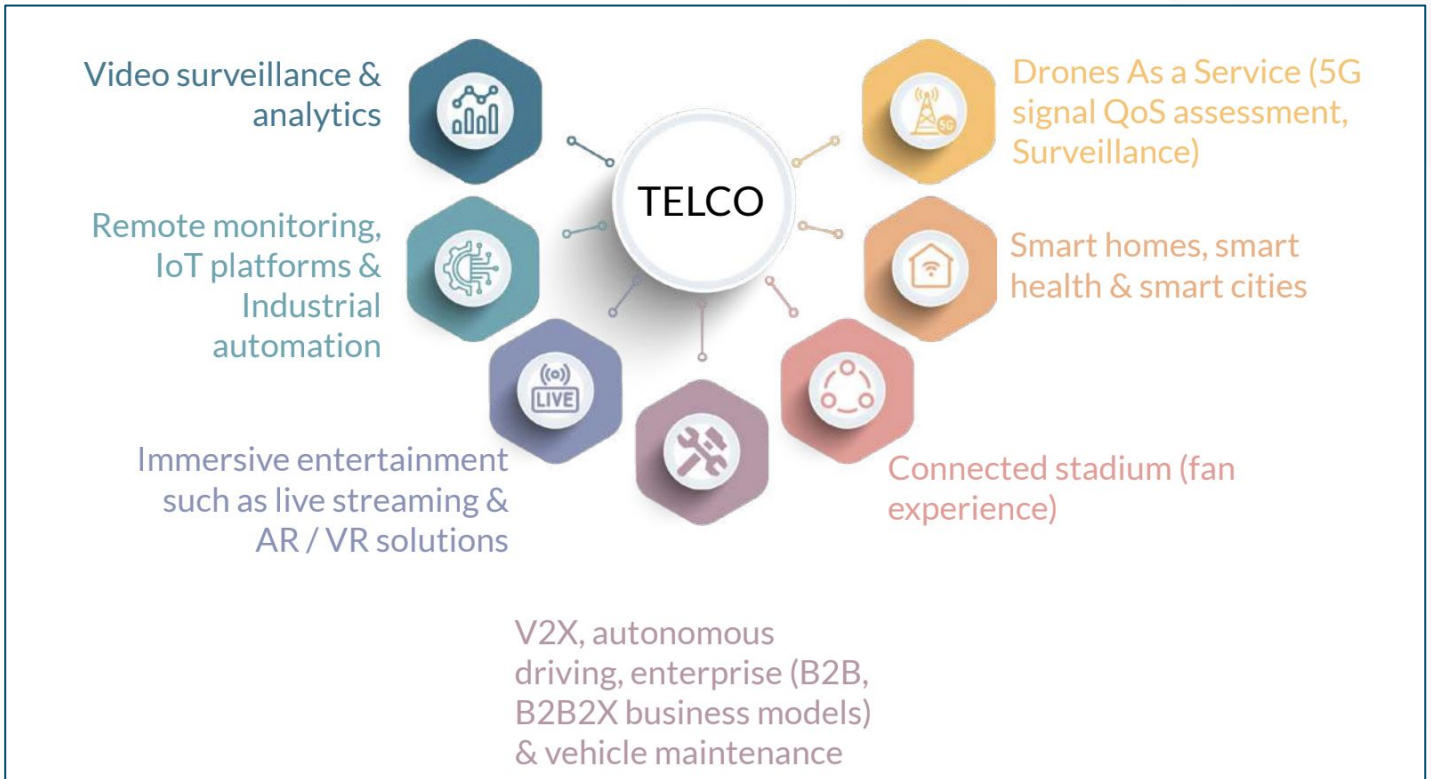 Video surveillance &
analytics
Remote monitoring,
IoT platforms &
Industrial
automation
LIVE
Immersive entertainment
such as live streaming &
AR / VR solutions
TELCO
V2X, autonomous
driving, enterprise (B2B,
B2B2X business models)
& vehicle maintenance
5G
Drones As a Service (5G
signal QoS assessment,
Surveillance)
Smart homes, smart
health & smart cities
Connected stadium (fan
experience)